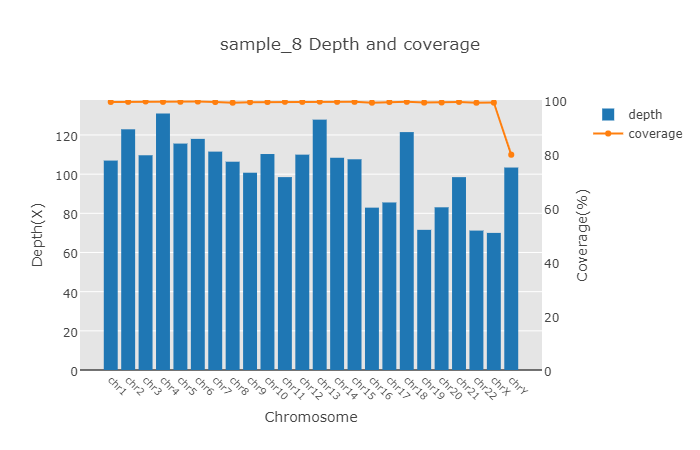 sample_8 Depth and coverage
depth
coverage
120
100
80
60
40
20
0
Depth(X)
100
80
60
40
20
0
Coverage(%)
chr1
chr2
chr3
chr4
chr5
chr6
chr7
chr8
chr9
chr10
chr11
chr12
chr13
chr14
chr15
chr16
chr17
chr18
chr19
chr20
chr21
chr22
chrX
chrY
Chromosome